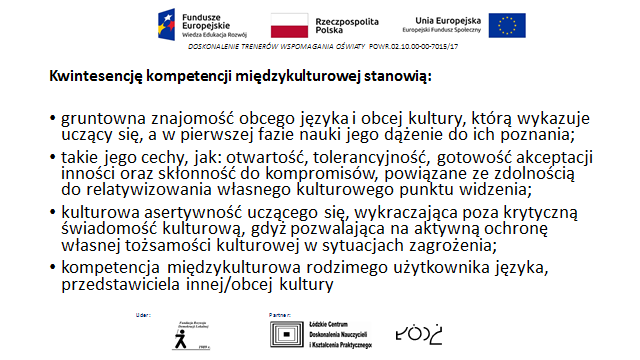 Fundusze
Europejskie
Wiedza Edukacja Rozwój
Rzeczpospolita
Polska
Unia Europejska
Europejski Fundusz Społeczny
DOSKONALENIE TRENERÓW WSPOMAGANIA OŚWIATY POWR.02.10.00-00-7015/17
Kwintesencję kompetencji międzykulturowej stanowią:
• gruntowna znajomość obcego języka i obcej kultury, którą wykazuje
uczący się, a w pierwszej fazie nauki jego dążenie do ich poznania;
• takie jego cechy, jak: otwartość, tolerancyjność, gotowość akceptacji
inności oraz skłonność do kompromisów, powiązane ze zdolnością
do relatywizowania własnego kulturowego punktu widzenia;
• kulturowa asertywność uczącego się, wykraczająca poza krytyczną
świadomość kulturową, gdyż pozwalająca na aktywną ochronę
własnej tożsamości kulturowej w sytuacjach zagrożenia;
• kompetencja międzykulturowa rodzimego użytkownika języka,
przedstawiciela innej/obcej kultury
Lider:
Partner:
Fundacja Rozwoju
Demokracji Lokalnej
1989 r.
Łódzkie Centrum
Doskonalenia Nauczycieli
i Kształcenia Praktycznego
ŁÓDŹ